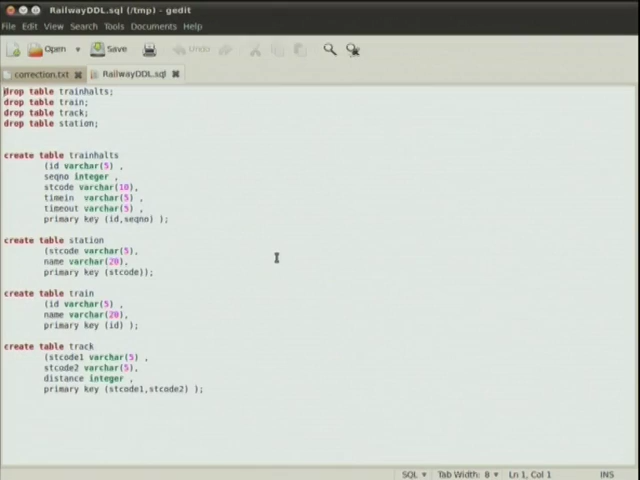 RailwayDDL.sql (/tmp) - gedit
File Edit View Search Tools Documents Help
Open Save Undo
correction.txt RailwayDDL.sql
drop table trainhalts;
drop table train;
drop table track;
drop table station;
create table trainhalts
(id varchar(5) ,
seqno integer ,
stcode varchar(10),
timein varchar(5) ,
timeout varchar(5) ,
primary key (id,seqno) );
create table station
(stcode varchar(5),
name varchar(20),
primary key (stcode));
create table train
(id varchar(5) ,
name varchar(20),
primary key (id) );
create table track
(stcode1 varchar(5) ,
stcode2 varchar(5),
distance integer ,
primary key (stcode1,stcode2) );
SQL Tab Width: 8 Ln 1, Col 1 INS